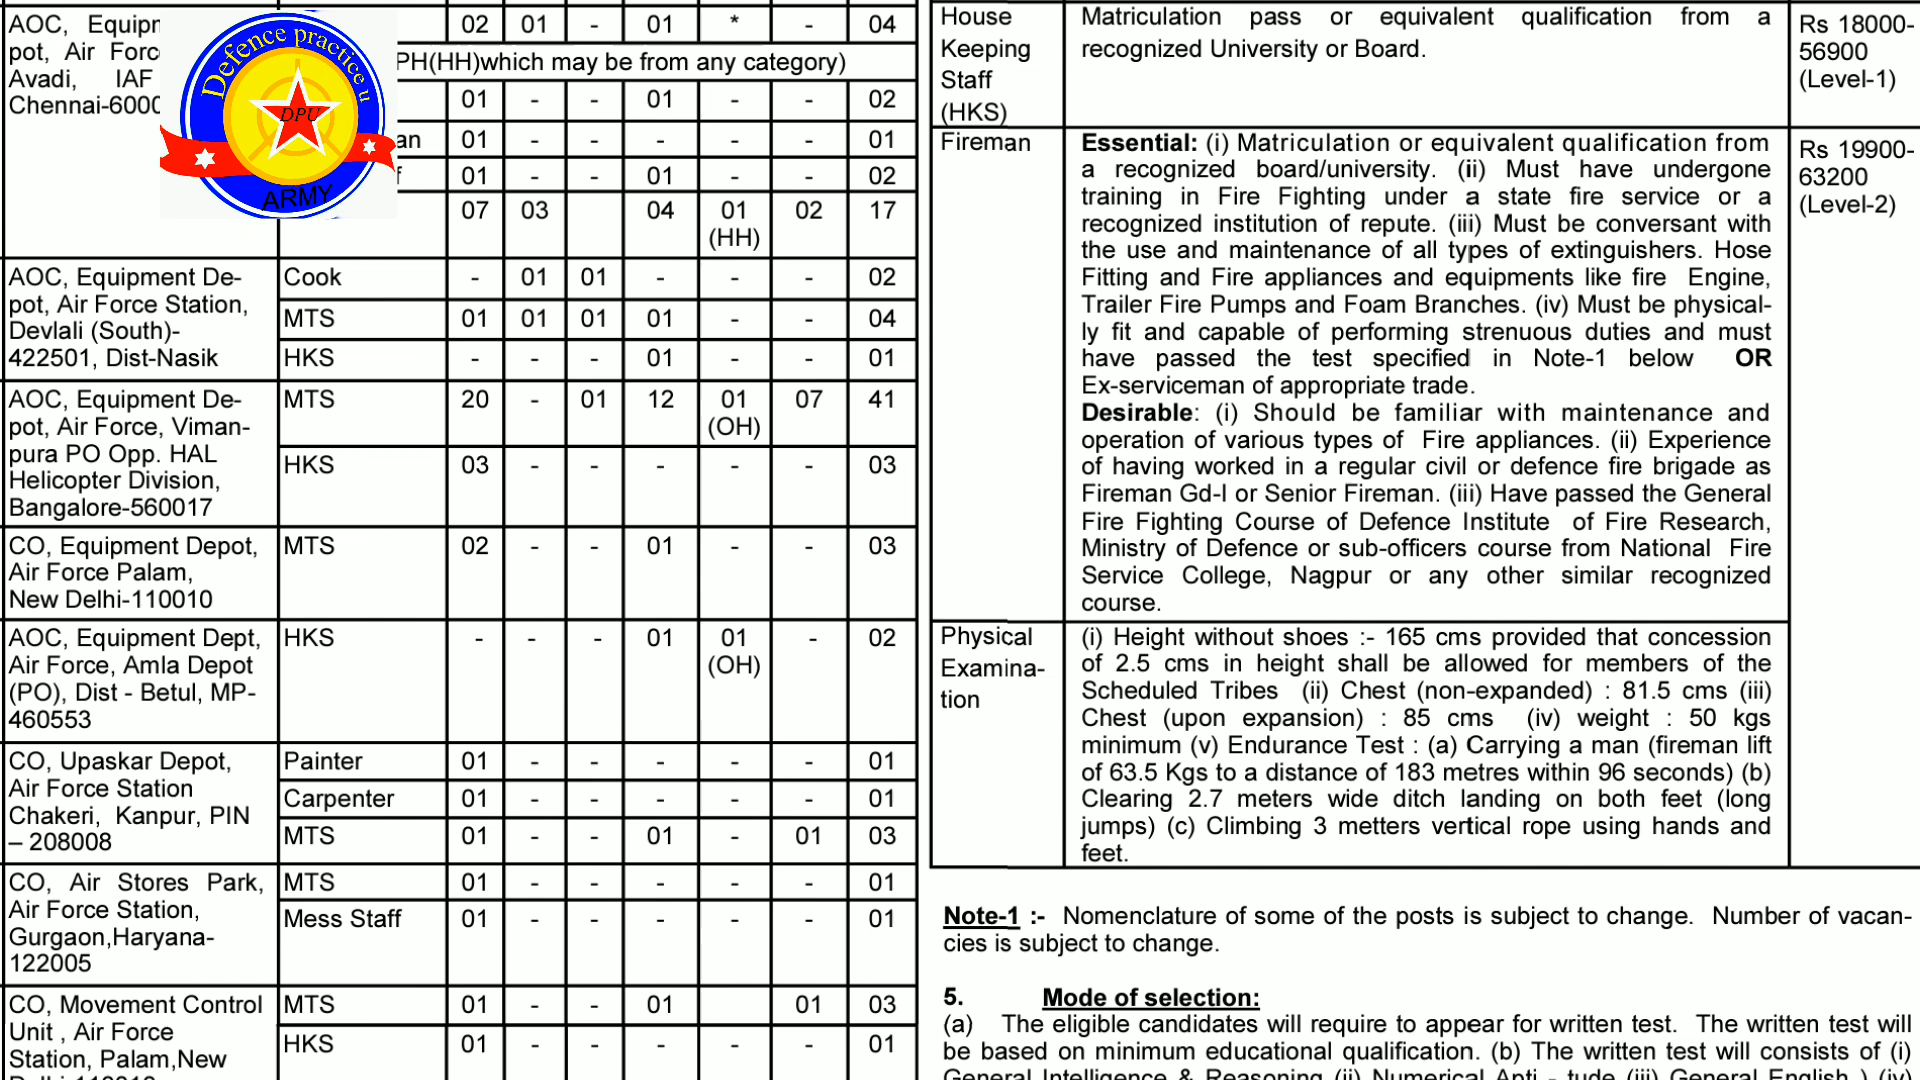 AOC, Equip
pot, Air Forc
Avadi, IAF
Chennai-6000
Defence practice u
DPU
ARMY
02 01 - 01 * - 04
PH(HH)which may be from any category)
01 - - 01 - - 02
an 01 - - - - - 01
01 - - 01 - - 02
07 03 04 01 02 17
(HH)
AOC, Equipment De-
pot, Air Force Station,
Devlali (South)-
422501, Dist-Nasik
Cook - 01 01 - - - 02
MTS 01 01 01 01 - - 04
HKS - - - 01 - - 01
AOC, Equipment De-
pot, Air Force, Viman-
pura PO Opp. HAL
Helicopter Division,
Bangalore-560017
MTS 20 - 01 12 01 07 41
(OH)
HKS 03 - - - - - 03
CO, Equipment Depot,
Air Force Palam,
New Delhi-110010
MTS 02 - - 01 - - 03
AOC, Equipment Dept,
Air Force, Amla Depot
(PO), Dist - Betul, MP-
460553
HKS - - - 01 01 - 02
(OH)
CO, Upaskar Depot,
Air Force Station
Chakeri, Kanpur, PIN
– 208008
Painter 01 - - - - - 01
Carpenter 01 - - - - - 01
MTS 01 - - 01 - 01 03
CO, Air Stores Park,
Air Force Station,
Gurgaon,Haryana-
122005
MTS 01 - - - - - 01
Mess Staff 01 - - - - - 01
CO, Movement Control
Unit , Air Force
Station, Palam,New
MTS 01 - - 01 01 03
HKS 01 - - - - - 01
House
Keeping
Staff
(HKS)
Matriculation pass or equivalent qualification from a
recognized University or Board.
Rs 18000-
56900
(Level-1)
Fireman
Essential: (i) Matriculation or equivalent qualification from
a recognized board/university. (ii) Must have undergone
training in Fire Fighting under a state fire service or a
recognized institution of repute. (iii) Must be conversant with
the use and maintenance of all types of extinguishers. Hose
Fitting and Fire appliances and equipments like fire Engine,
Trailer Fire Pumps and Foam Branches. (iv) Must be physical-
ly fit and capable of performing strenuous duties and must
have passed the test specified in Note-1 below OR
Ex-serviceman of appropriate trade.
Desirable: (i) Should be familiar with maintenance and
operation of various types of Fire appliances. (ii) Experience
of having worked in a regular civil or defence fire brigade as
Fireman Gd-I or Senior Fireman. (iii) Have passed the General
Fire Fighting Course of Defence Institute of Fire Research,
Ministry of Defence or sub-officers course from National Fire
Service College, Nagpur or any other similar recognized
course.
Rs 19900-
63200
(Level-2)
Physical
Examina-
tion
(i) Height without shoes :- 165 cms provided that concession
of 2.5 cms in height shall be allowed for members of the
Scheduled Tribes (ii) Chest (non-expanded) : 81.5 cms (iii)
Chest (upon expansion) : 85 cms (iv) weight : 50 kgs
minimum (v) Endurance Test : (a) Carrying a man (fireman lift
of 63.5 Kgs to a distance of 183 metres within 96 seconds) (b)
Clearing 2.7 meters wide ditch landing on both feet (long
jumps) (c) Climbing 3 metters vertical rope using hands and
feet.
Note-1 :- Nomenclature of some of the posts is subject to change. Number of vacan-
cies is subject to change.
5. Mode of selection:
(a) The eligible candidates will require to appear for written test. The written test will
be based on minimum educational qualification. (b) The written test will consists of (i)
General Intelligence & Reasoning (ii) Numerical Apti - tude (iii) General English ) (iv)